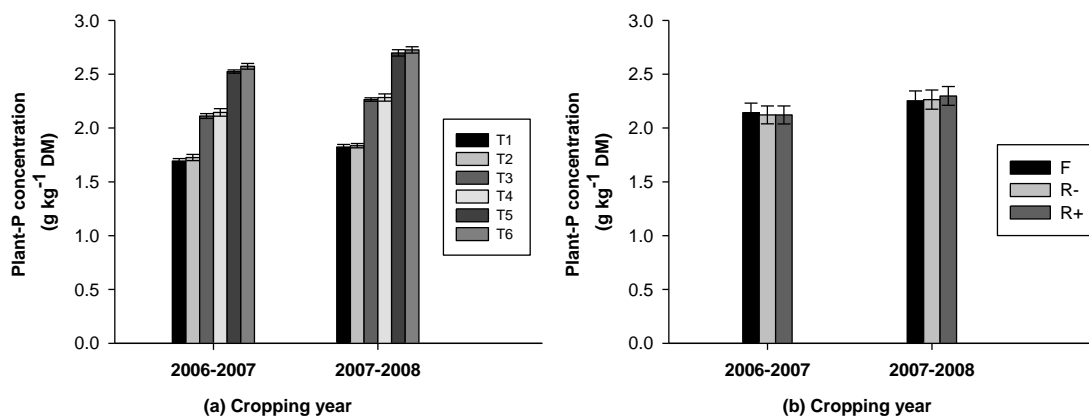 Plant-P concentration
(g kg⁻¹ DM)
3.0
2.5
2.0
1.5
1.0
0.5
0.0
T1
T2
T3
T4
T5
T6
2006-2007
2007-2008
(a) Cropping year
Plant-P concentration
(g kg⁻¹ DM)
3.0
2.5
2.0
1.5
1.0
0.5
0.0
F
R-
R+
2006-2007
2007-2008
(b) Cropping year